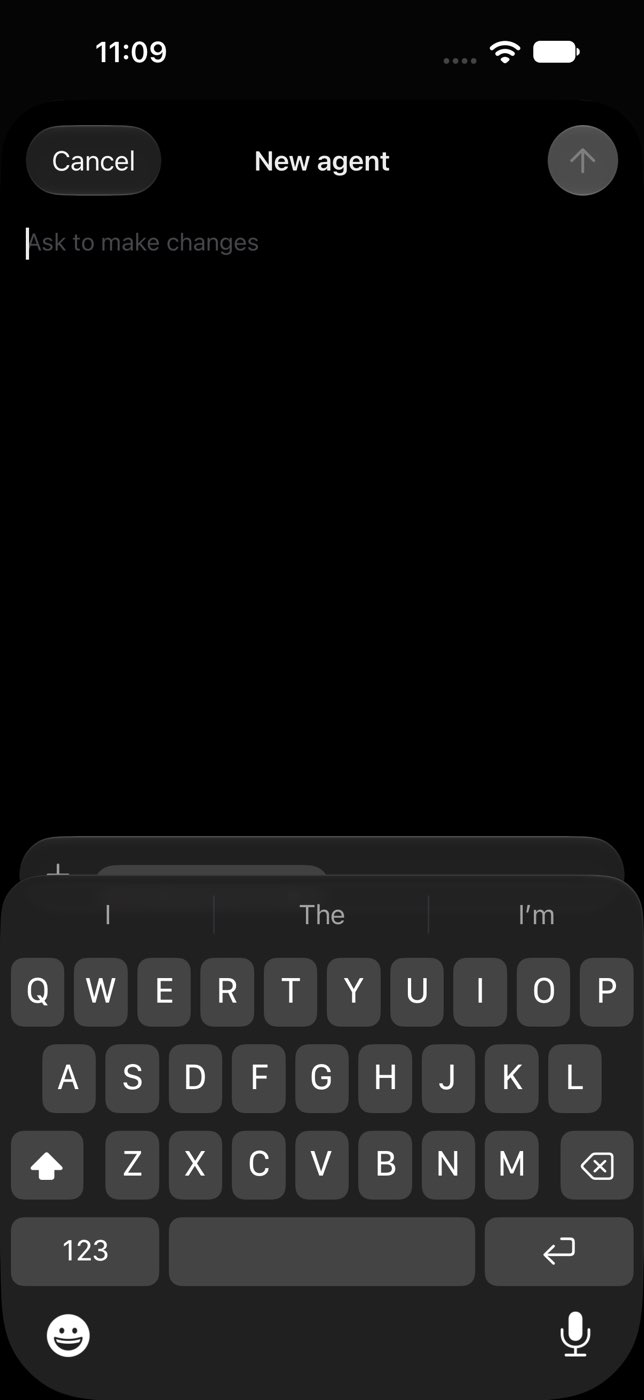 11:09
Cancel
New agent
Ask to make changes
I
The
I’m
Q W E R T Y U I O P
A S D F G H J K L
Z X C V B N M
123